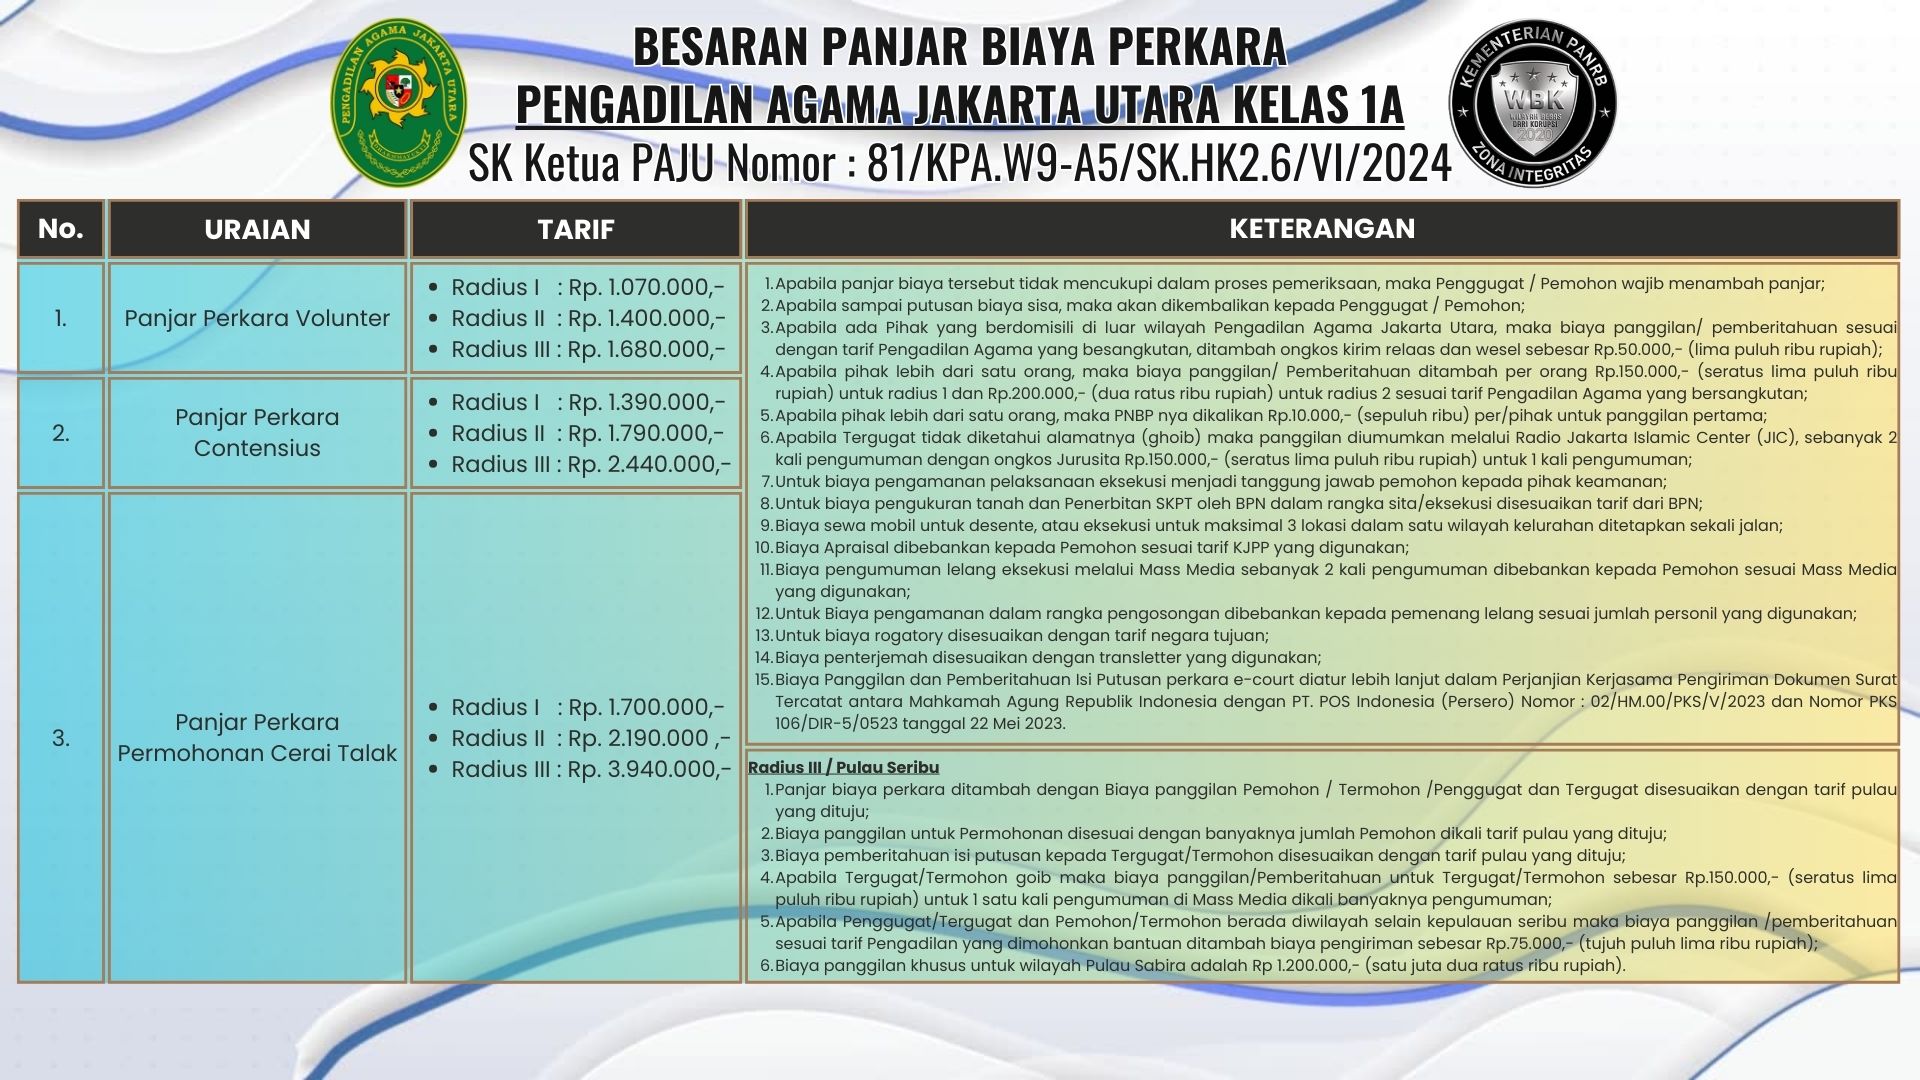 BESARAN PANJAR BIAYA PERKARA
PENGADILAN AGAMA JAKARTA UTARA KELAS 1A
SK Ketua PAJU Nomor : 81/KPA.W9-A5/SK.HK2.6/VI/2024
PENGADILAN AGAMA JAKARTA UTARA
KEMENTERIAN PANRB
WBK
WILAYAH BEBAS
DARI KORUPSI
2020
ZONA INTEGRITAS
No.
URAIAN
TARIF
KETERANGAN
1.
Panjar Perkara Volunter
• Radius I : Rp. 1.070.000,-
• Radius II : Rp. 1.400.000,-
• Radius III : Rp. 1.680.000,-
2.
Panjar Perkara
Contensius
• Radius I : Rp. 1.390.000,-
• Radius II : Rp. 1.790.000,-
• Radius III : Rp. 2.440.000,-
3.
Panjar Perkara
Permohonan Cerai Talak
• Radius I : Rp. 1.700.000,-
• Radius II : Rp. 2.190.000 ,-
• Radius III : Rp. 3.940.000,-
1. Apabila panjar biaya tersebut tidak mencukupi dalam proses pemeriksaan, maka Penggugat / Pemohon wajib menambah panjar;
2. Apabila sampai putusan biaya sisa, maka akan dikembalikan kepada Penggugat / Pemohon;
3. Apabila ada Pihak yang berdomisili di luar wilayah Pengadilan Agama Jakarta Utara, maka biaya panggilan/ pemberitahuan sesuai
dengan tarif Pengadilan Agama yang besangkutan, ditambah ongkos kirim relaas dan wesel sebesar Rp.50.000,- (lima puluh ribu rupiah);
4. Apabila pihak lebih dari satu orang, maka biaya panggilan/ Pemberitahuan ditambah per orang Rp.150.000,- (seratus lima puluh ribu
rupiah) untuk radius 1 dan Rp.200.000,- (dua ratus ribu rupiah) untuk radius 2 sesuai tarif Pengadilan Agama yang bersangkutan;
5. Apabila pihak lebih dari satu orang, maka PNBP nya dikalikan Rp.10.000,- (sepuluh ribu) per/pihak untuk panggilan pertama;
6. Apabila Tergugat tidak diketahui alamatnya (ghoib) maka panggilan diumumkan melalui Radio Jakarta Islamic Center (JIC), sebanyak 2
kali pengumuman dengan ongkos Jurusita Rp.150.000,- (seratus lima puluh ribu rupiah) untuk 1 kali pengumuman;
7. Untuk biaya pengamanan pelaksanaan eksekusi menjadi tanggung jawab pemohon kepada pihak keamanan;
8. Untuk biaya pengukuran tanah dan Penerbitan SKPT oleh BPN dalam rangka sita/eksekusi disesuaikan tarif dari BPN;
9. Biaya sewa mobil untuk desente, atau eksekusi untuk maksimal 3 lokasi dalam satu wilayah kelurahan ditetapkan sekali jalan;
10. Biaya Apraisal dibebankan kepada Pemohon sesuai tarif KJPP yang digunakan;
11. Biaya pengumuman lelang eksekusi melalui Mass Media sebanyak 2 kali pengumuman dibebankan kepada Pemohon sesuai Mass Media
yang digunakan;
12. Untuk Biaya pengamanan dalam rangka pengosongan dibebankan kepada pemenang lelang sesuai jumlah personil yang digunakan;
13. Untuk biaya rogatory disesuaikan dengan tarif negara tujuan;
14. Biaya penterjemah disesuaikan dengan transletter yang digunakan;
15. Biaya Panggilan dan Pemberitahuan Isi Putusan perkara e-court diatur lebih lanjut dalam Perjanjian Kerjasama Pengiriman Dokumen Surat
Tercatat antara Mahkamah Agung Republik Indonesia dengan PT. POS Indonesia (Persero) Nomor : 02/HM.00/PKS/V/2023 dan Nomor PKS
106/DIR-5/0523 tanggal 22 Mei 2023.
Radius III / Pulau Seribu
1. Panjar biaya perkara ditambah dengan Biaya panggilan Pemohon / Termohon /Penggugat dan Tergugat disesuaikan dengan tarif pulau
yang dituju;
2. Biaya panggilan untuk Permohonan disesuai dengan banyaknya jumlah Pemohon dikali tarif pulau yang dituju;
3. Biaya pemberitahuan isi putusan kepada Tergugat/Termohon disesuaikan dengan tarif pulau yang dituju;
4. Apabila Tergugat/Termohon goib maka biaya panggilan/Pemberitahuan untuk Tergugat/Termohon sebesar Rp.150.000,- (seratus lima
puluh ribu rupiah) untuk 1 satu kali pengumuman di Mass Media dikali banyaknya pengumuman;
5. Apabila Penggugat/Tergugat dan Pemohon/Termohon berada diwilayah selain kepulauan seribu maka biaya panggilan /pemberitahuan
sesuai tarif Pengadilan yang dimohonkan bantuan ditambah biaya pengiriman sebesar Rp.75.000,- (tujuh puluh lima ribu rupiah);
6. Biaya panggilan khusus untuk wilayah Pulau Sabira adalah Rp 1.200.000,- (satu juta dua ratus ribu rupiah).